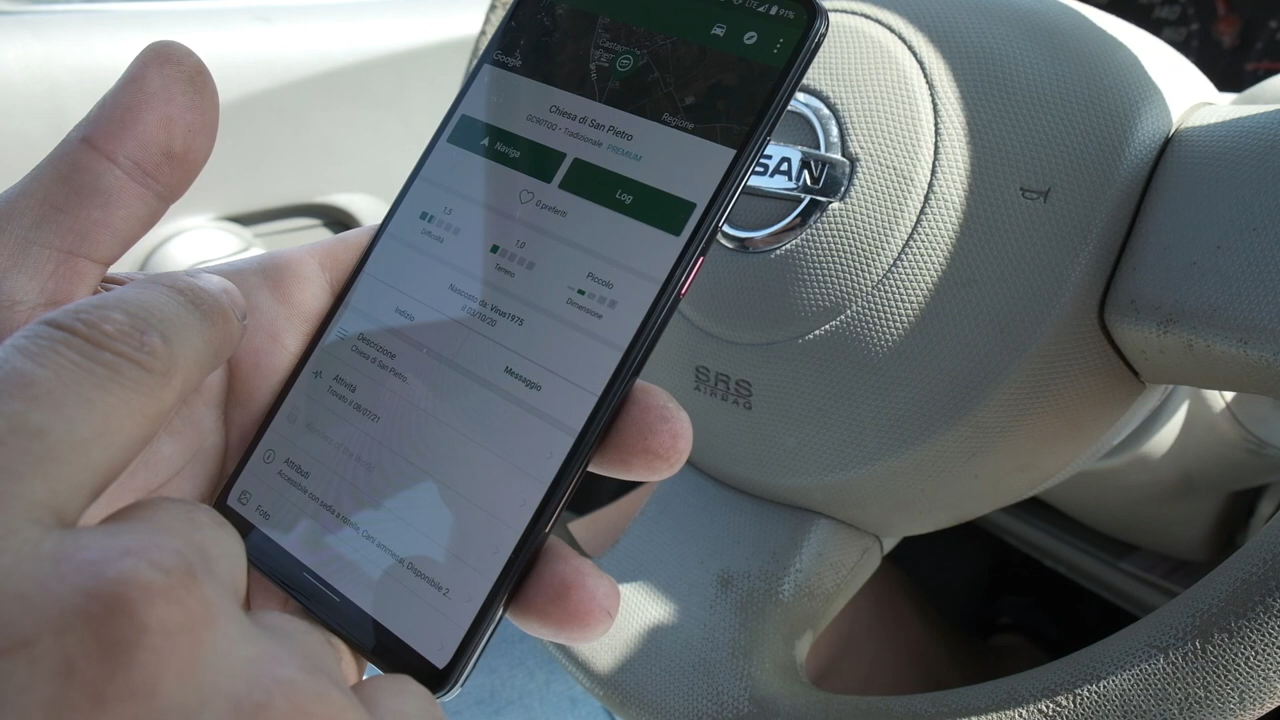 LTE 91%
Google
Regione
Chiesa di San Pietro
Tradizionale PREMIUM
Naviga
Log
0 preferiti
1,5
Difficoltà
1,0
Terreno
Piccolo
Dimensione
Nascosto da: Virus1975
il 03/10/20
Indizio
Messaggio
Descrizione
Chiesa di San Pietro...
Attività
Trovato il 08/07/21
Attributi
Accessibile con sedia a rotelle, Cani ammessi, Disponibile 2...
Foto
SAN
SRS
AIRBAG